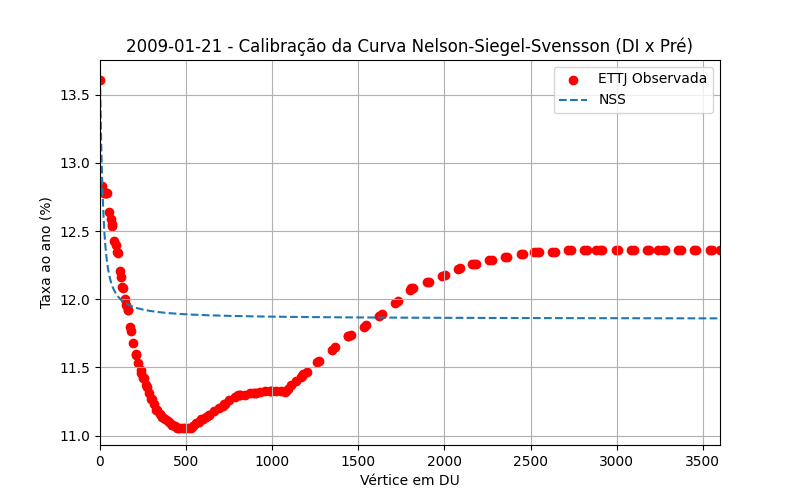 2009-01-21 - Calibração da Curva Nelson-Siegel-Svensson (DI x Pré)
ETTJ Observada
NSS
Taxa ao ano (%)
13.5
13.0
12.5
12.0
11.5
11.0
0 500 1000 1500 2000 2500 3000 3500
Vértice em DU